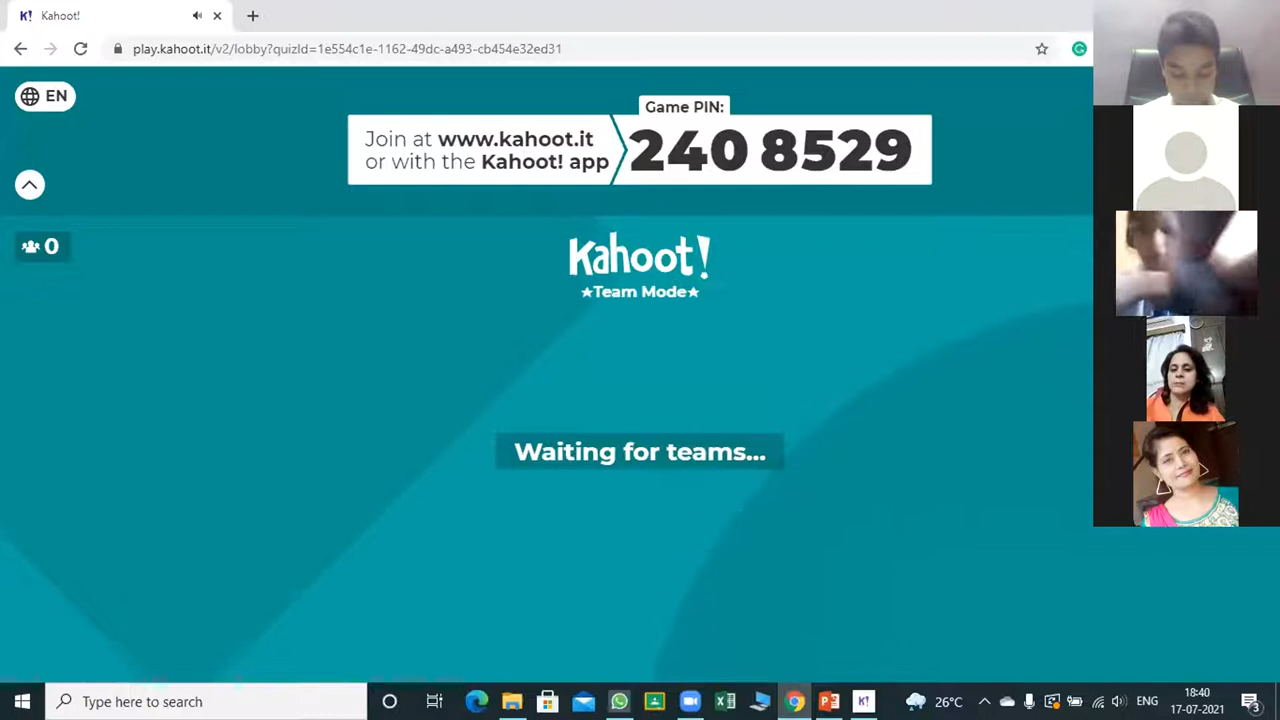 Kahoot!
play.kahoot.it/v2/lobby?quizId=1e554c1e-1162-49dc-a493-cb454e32ed31
EN
Game PIN:
Join at www.kahoot.it
or with the Kahoot! app
240 8529
0
Kahoot!
★Team Mode★
Waiting for teams...
Type here to search
26°C
ENG
18:40
17-07-2021
3